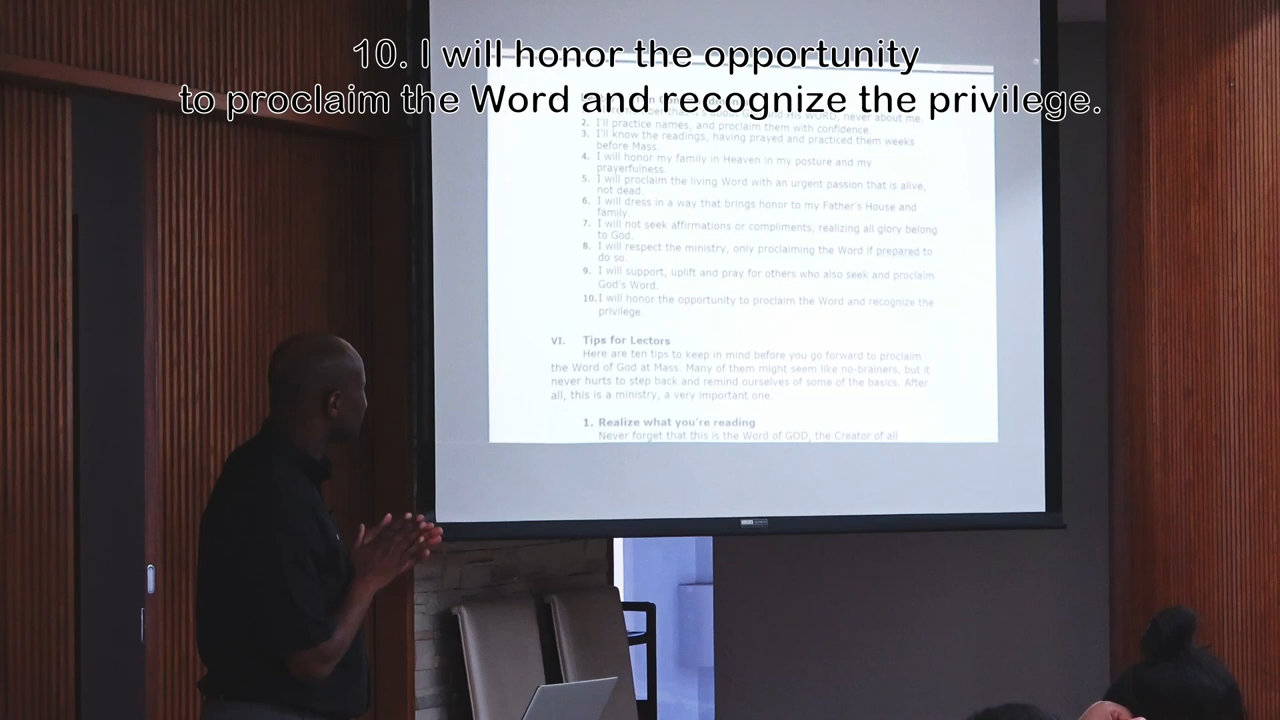 10. I will honor the opportunity
to proclaim the Word and recognize the privilege.
never about me.
2. I'll practice names, and proclaim them with confidence.
3. I'll know the readings, having prayed and practiced them weeks
before Mass.
4. I will honor my family in Heaven in my posture and my
prayerfulness.
5. I will proclaim the living Word with an urgent passion that is alive,
not dead.
6. I will dress in a way that brings honor to my Father's House and
family.
7. I will not seek affirmations or compliments, realizing all glory belong
to God.
8. I will respect the ministry, only proclaiming the Word if prepared to
do so.
9. I will support, uplift and pray for others who also seek and proclaim
God's Word.
10. I will honor the opportunity to proclaim the Word and recognize the
privilege.
VI. Tips for Lectors
Here are ten tips to keep in mind before you go forward to proclaim
the Word of God at Mass. Many of them might seem like no-brainers, but it
never hurts to step back and remind ourselves of some of the basics. After
all, this is a ministry, a very important one.
1. Realize what you're reading
Never forget that this is the Word of GOD, the Creator of all